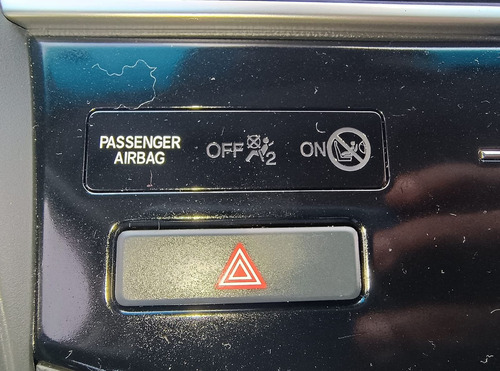 PASSENGER
AIRBAG
OFF 2
ON